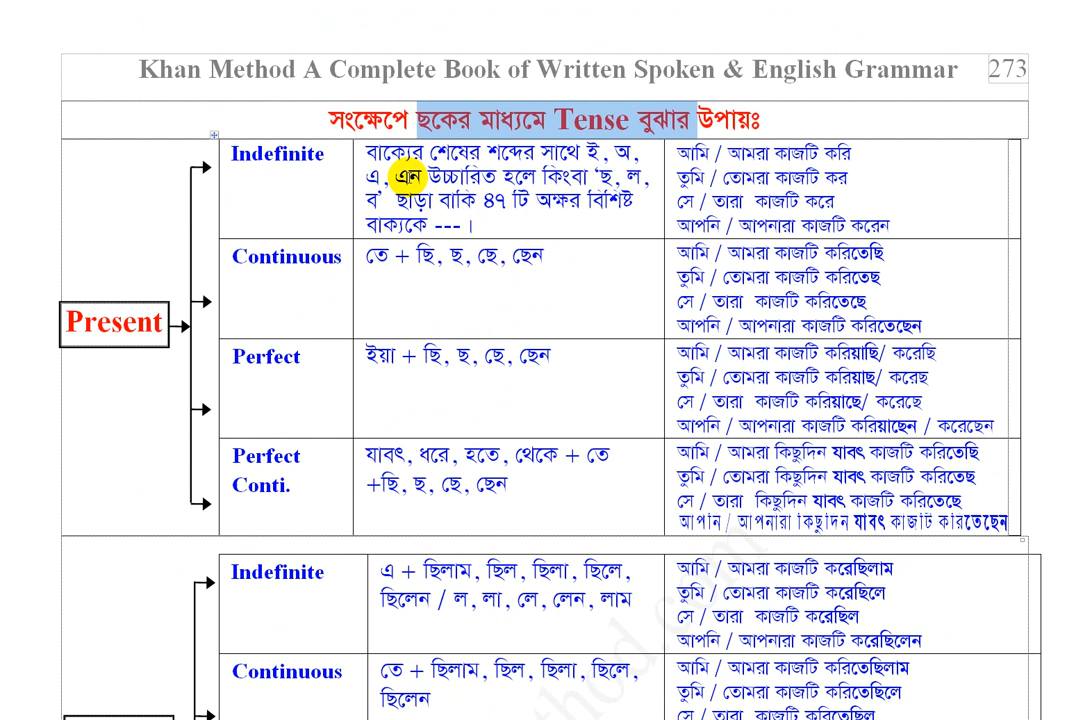 Khan Method A Complete Book of Written Spoken & English Grammar 273
সংক্ষেপে ছকের মাধ্যমে Tense বুঝার উপায়ঃ
Present
Indefinite
বাক্যের শেষের শব্দের সাথে ই, অ,
এ, এন উচ্চারিত হলে কিংবা ‘ছ, ল,
ব’ ছাড়া বাকি ৪৭ টি অক্ষর বিশিষ্ট
বাক্যকে ---।
আমি / আমরা কাজটি করি
তুমি / তোমরা কাজটি কর
সে / তারা কাজটি করে
আপনি / আপনারা কাজটি করেন
Continuous
তে + ছি, ছ, ছে, ছেন
আমি / আমরা কাজটি করিতেছি
তুমি / তোমরা কাজটি করিতেছ
সে / তারা কাজটি করিতেছে
আপনি / আপনারা কাজটি করিতেছেন
Perfect
ইয়া + ছি, ছ, ছে, ছেন
আমি / আমরা কাজটি করিয়াছি/ করেছি
তুমি / তোমরা কাজটি করিয়াছ/ করেছ
সে / তারা কাজটি করিয়াছে/ করেছে
আপনি / আপনারা কাজটি করিয়াছেন / করেছেন
Perfect
Conti.
যাবৎ, ধরে, হতে, থেকে + তে
+ছি, ছ, ছে, ছেন
আমি / আমরা কিছুদিন যাবৎ কাজটি করিতেছি
তুমি / তোমরা কিছুদিন যাবৎ কাজটি করিতেছ
সে / তারা কিছুদিন যাবৎ কাজটি করিতেছে
আপনি / আপনারা কিছুদিন যাবৎ কাজটি করিতেছেন
Indefinite
এ + ছিলাম, ছিল, ছিলা, ছিলে,
ছিলেন / ল, লা, লে, লেন, লাম
আমি / আমরা কাজটি করেছিলাম
তুমি / তোমরা কাজটি করেছিলে
সে / তারা কাজটি করেছিল
আপনি / আপনারা কাজটি করেছিলেন
Continuous
তে + ছিলাম, ছিল, ছিলা, ছিলে,
ছিলেন
আমি / আমরা কাজটি করিতেছিলাম
তুমি / তোমরা কাজটি করিতেছিলে
সে / তারা কাজটি করিতেছিল